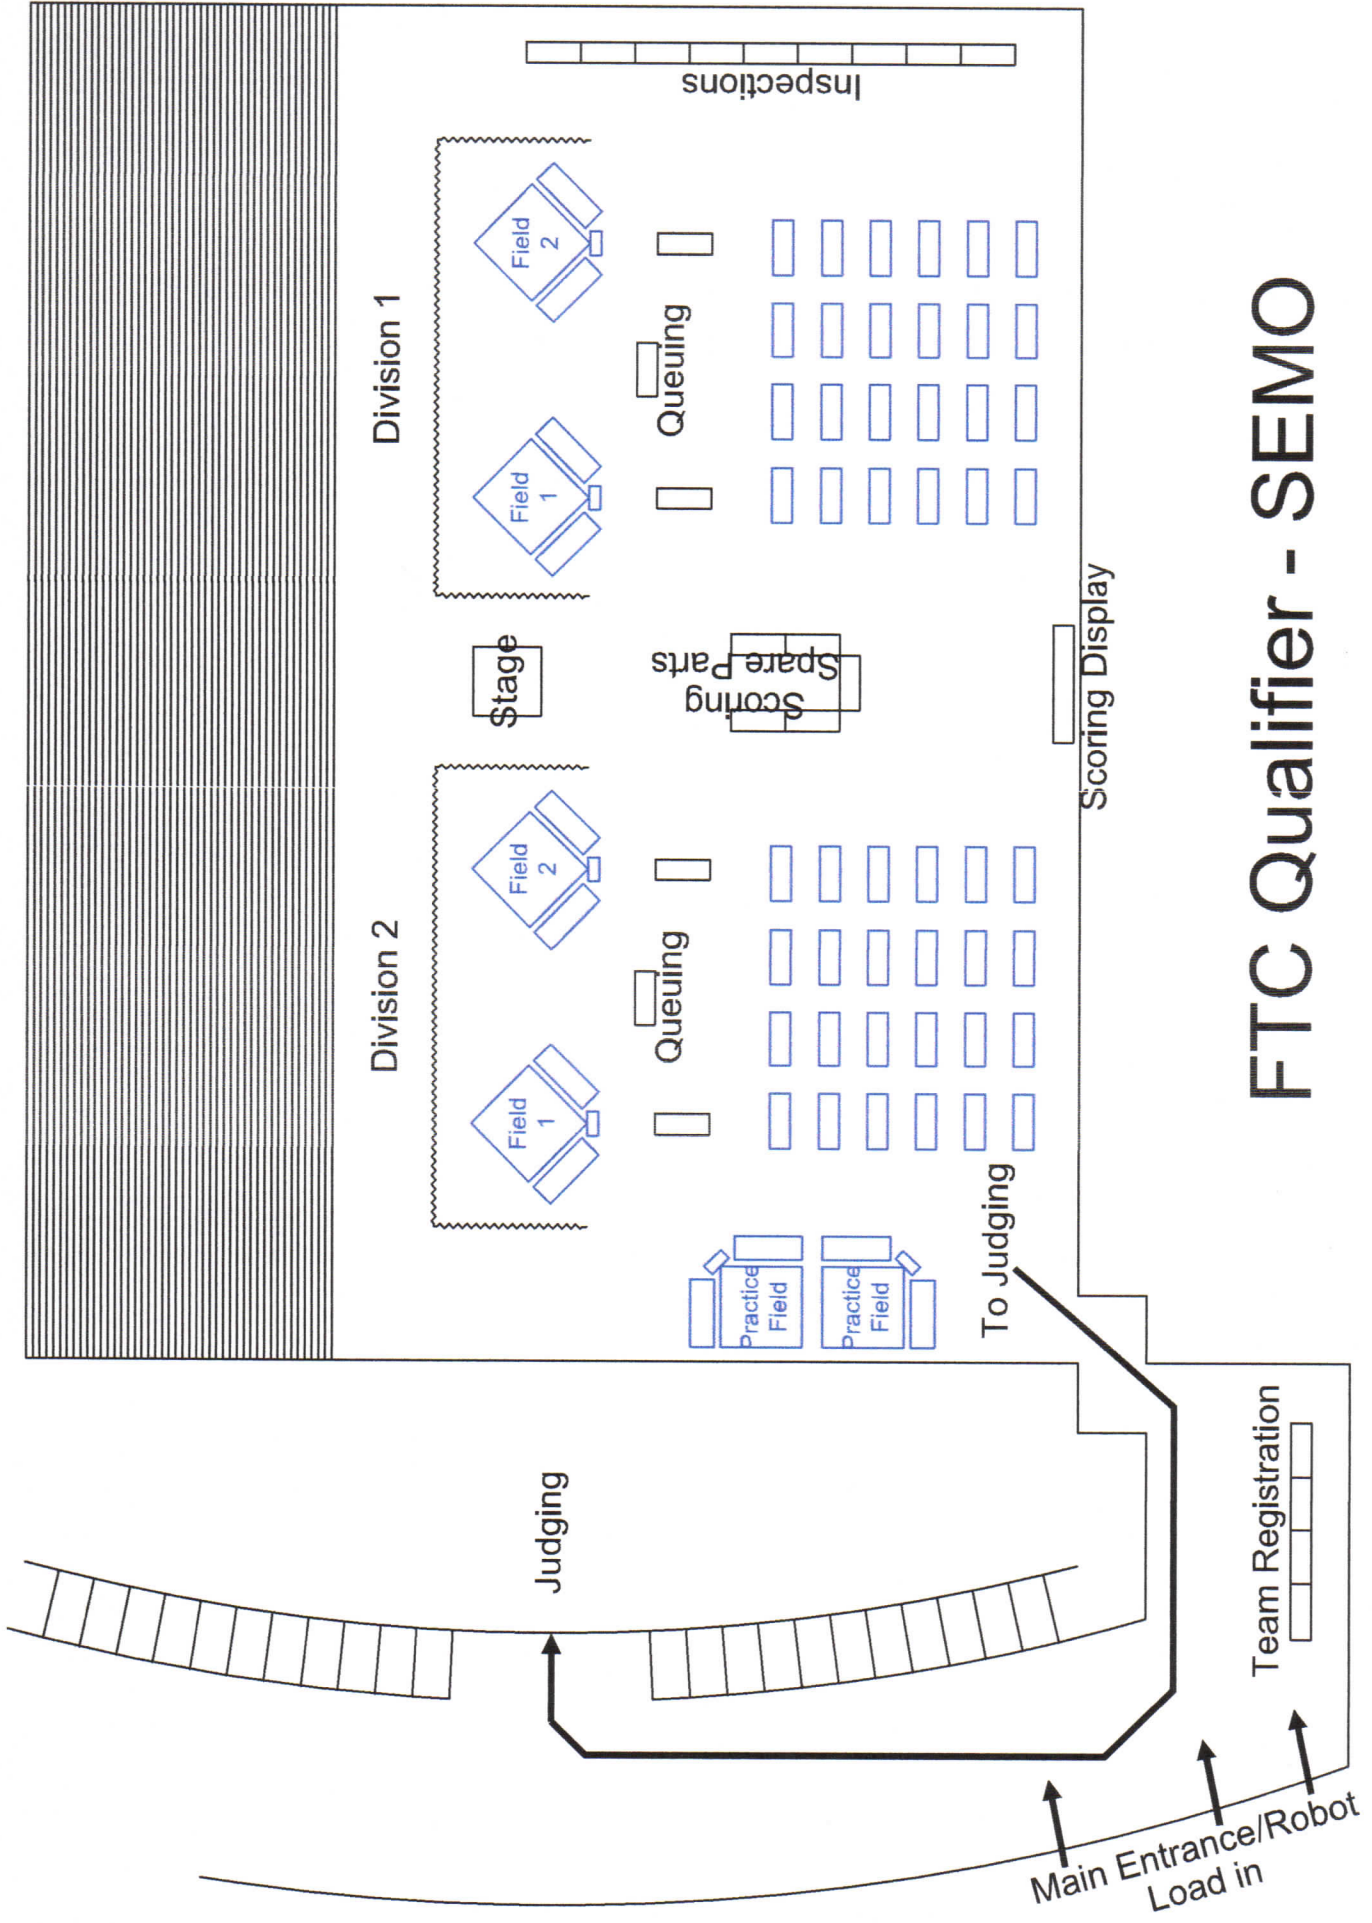 Inspections
Division 1
Field
2
Field
1
Queuing
Stage
Spare Parts
Scoring
Scoring Display
Division 2
Field
2
Field
1
Queuing
Practice
Field
Practice
Field
To Judging
Judging
Team Registration
Main Entrance/Robot
Load in
FTC Qualifier - SEMO